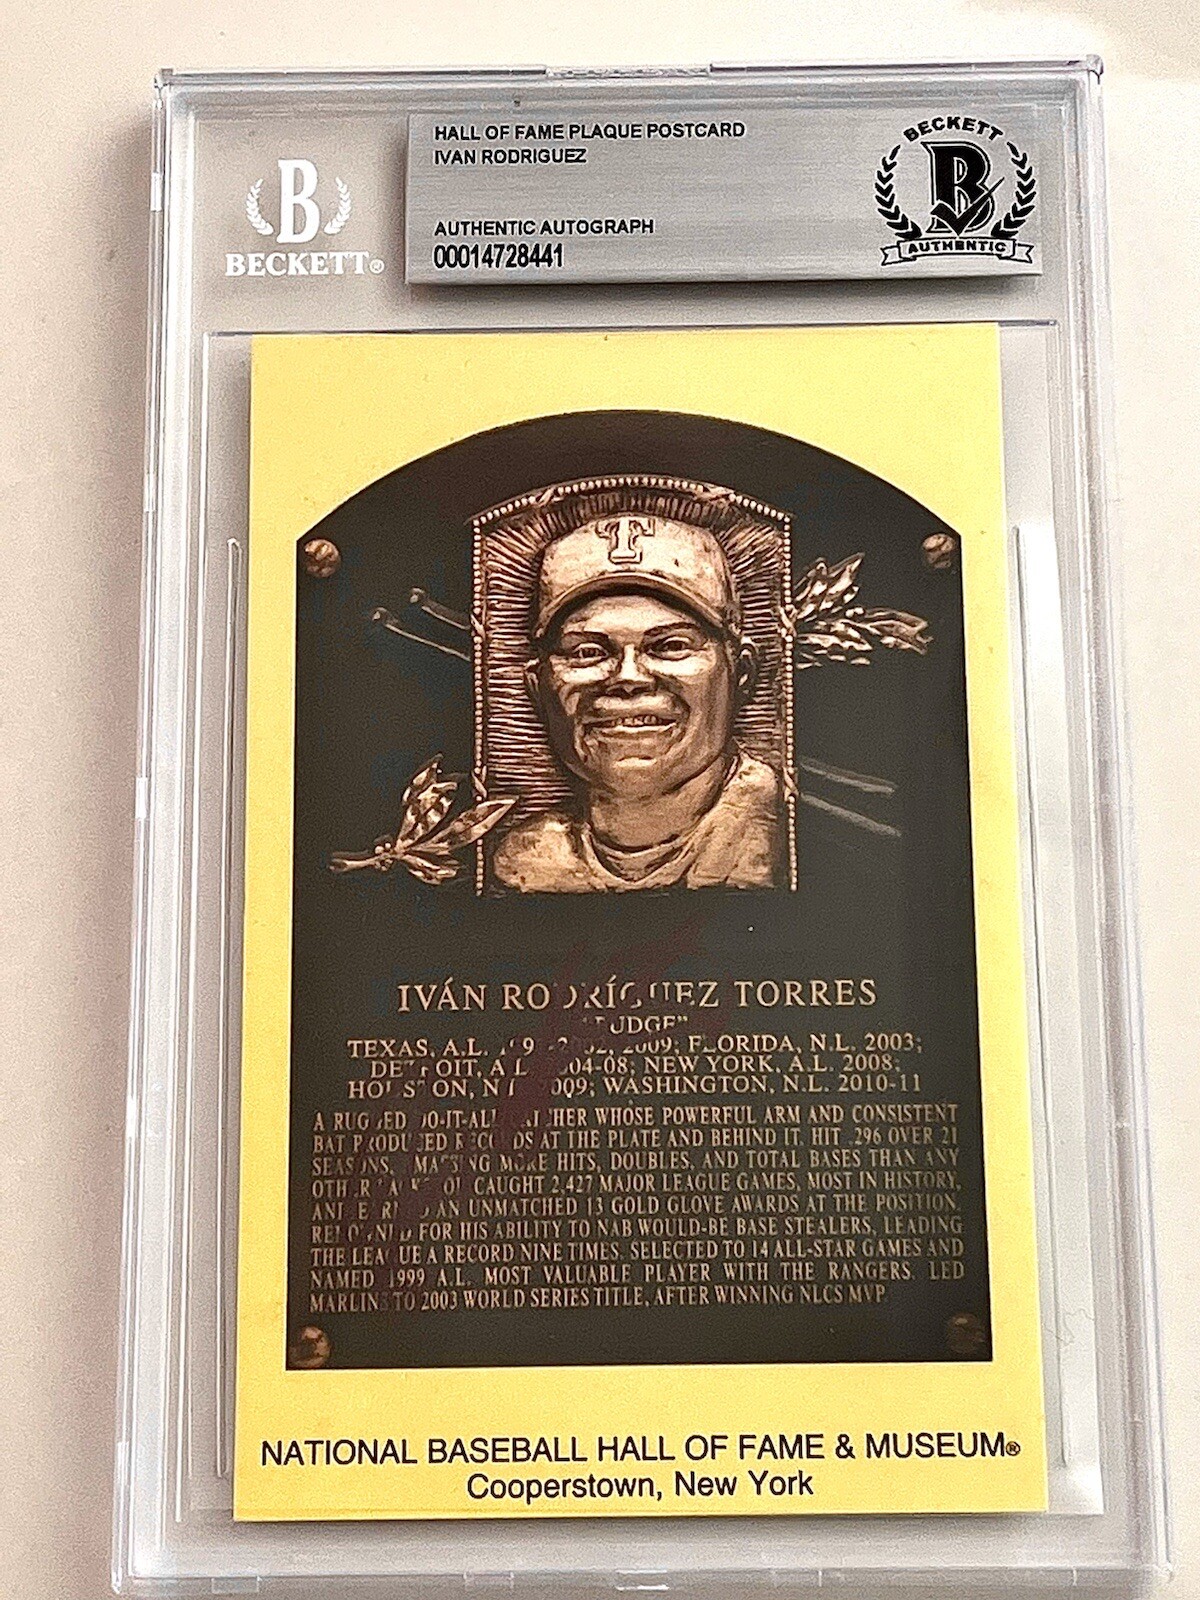 HALL OF FAME PLAQUE POSTCARD
IVAN RODRIGUEZ
AUTHENTIC AUTOGRAPH
00014728441
B
BECKETT®
BECKETT
B
AUTHENTIC
T
IVÁN TORRES
TEXAS, A.L. 2009; FLORIDA, N.L. 2003;
NEW YORK, A.L. 2008;
WASHINGTON, N.L. 2010-11
A WHOSE POWERFUL ARM AND CONSISTENT
BAT AT THE PLATE AND BEHIND IT. HIT .296 OVER 21
MORE HITS, DOUBLES, AND TOTAL BASES THAN ANY
CAUGHT 2,427 MAJOR LEAGUE GAMES, MOST IN HISTORY,
AN UNMATCHED 13 GOLD GLOVE AWARDS AT THE POSITION.
FOR HIS ABILITY TO NAB WOULD-BE BASE STEALERS, LEADING
THE A RECORD NINE TIMES. SELECTED TO 14 ALL-STAR GAMES AND
NAMED 1999 A.L. MOST VALUABLE PLAYER WITH THE RANGERS. LED
MARLINS TO 2003 WORLD SERIES TITLE, AFTER WINNING NLCS MVP.
NATIONAL BASEBALL HALL OF FAME & MUSEUM®
Cooperstown, New York